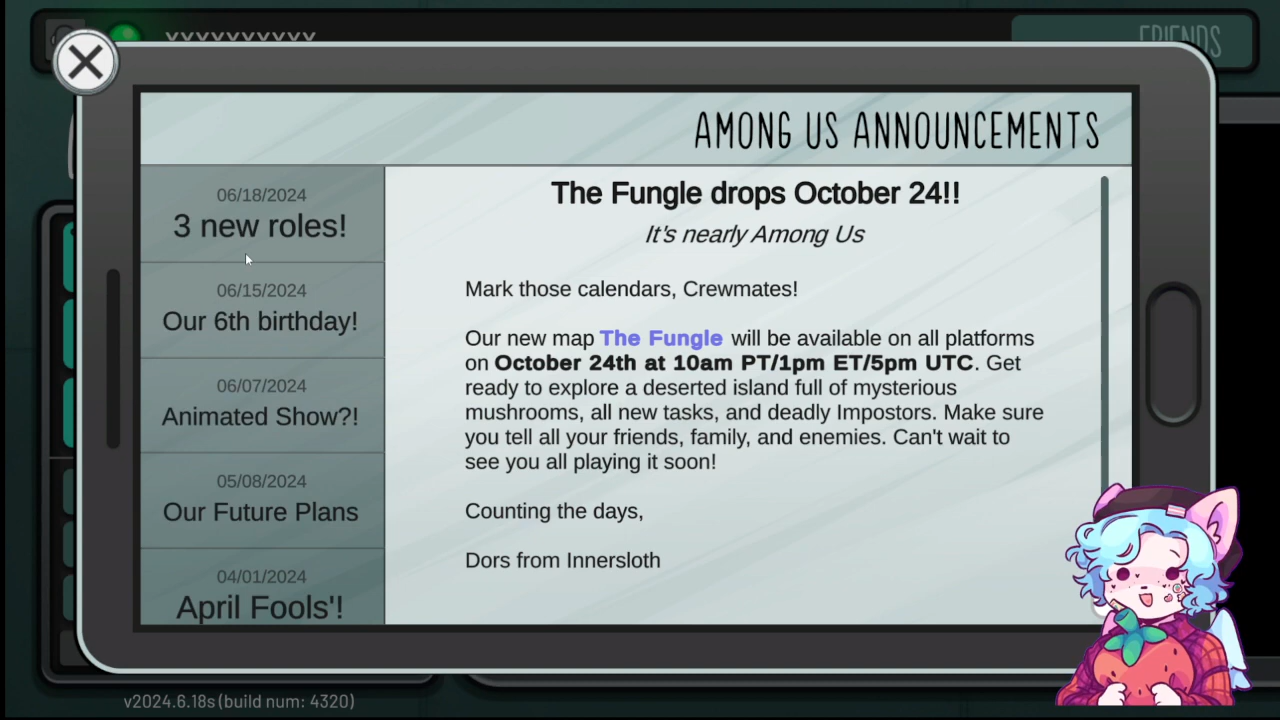 FRIENDS
AMONG US ANNOUNCEMENTS
06/18/2024
3 new roles!
06/15/2024
Our 6th birthday!
06/07/2024
Animated Show?!
05/08/2024
Our Future Plans
04/01/2024
April Fools'!
The Fungle drops October 24!!
It's nearly Among Us
Mark those calendars, Crewmates!
Our new map The Fungle will be available on all platforms
on October 24th at 10am PT/1pm ET/5pm UTC. Get
ready to explore a deserted island full of mysterious
mushrooms, all new tasks, and deadly Impostors. Make sure
you tell all your friends, family, and enemies. Can't wait to
see you all playing it soon!
Counting the days,
Dors from Innersloth
v2024.6.18s (build num: 4320)